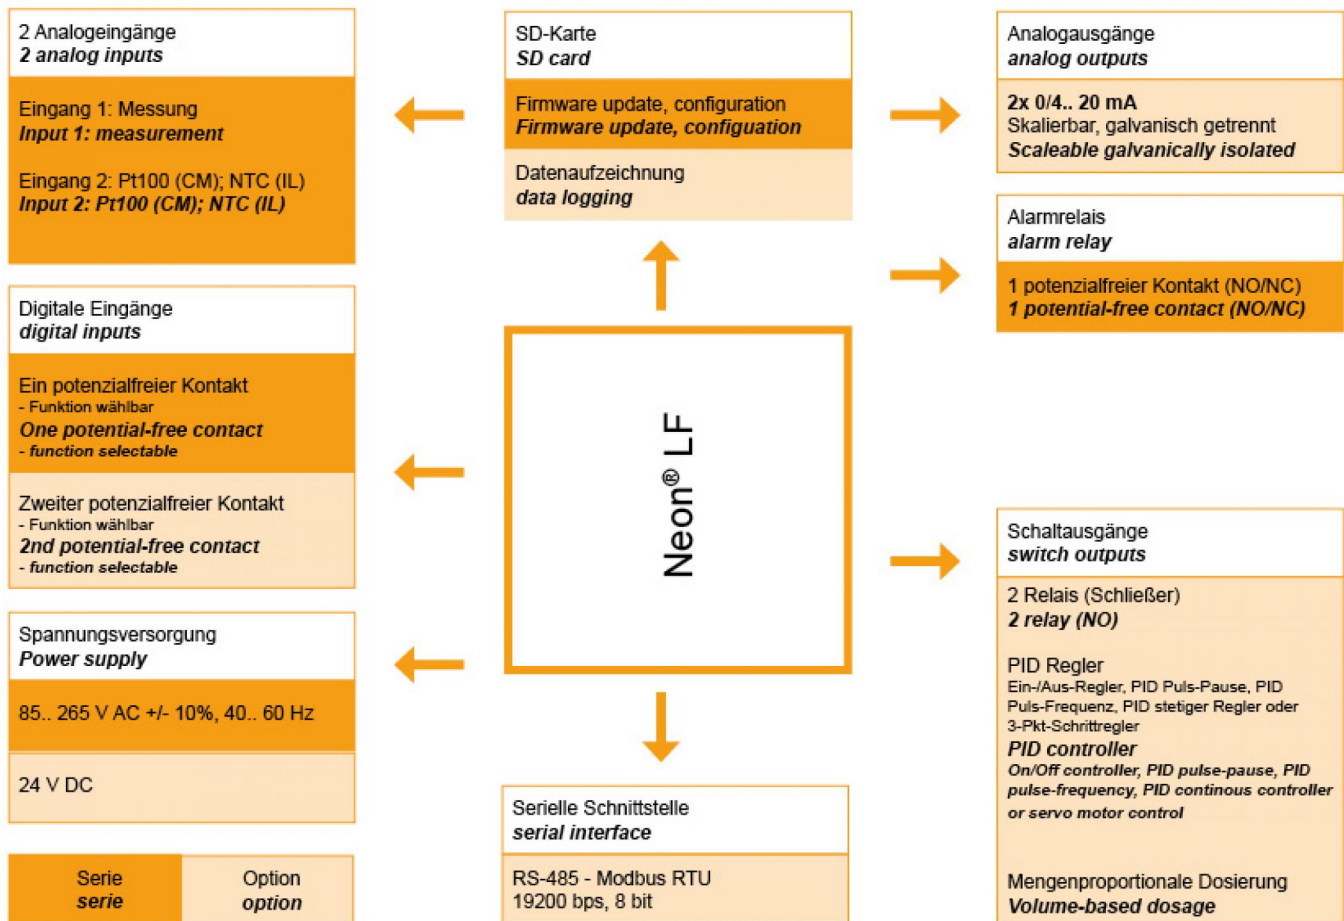 2 Analogeingänge
2 analog inputs
Eingang 1: Messung
Input 1: measurement
Eingang 2: Pt100 (CM); NTC (IL)
Input 2: Pt100 (CM); NTC (IL)
Digitale Eingänge
digital inputs
Ein potenzialfreier Kontakt
- Funktion wählbar
One potential-free contact
- function selectable
Zweiter potenzialfreier Kontakt
- Funktion wählbar
2nd potential-free contact
- function selectable
Spannungsversorgung
Power supply
85.. 265 V AC +/- 10%, 40.. 60 Hz
24 V DC
Serie
serie
Option
option
SD-Karte
SD card
Firmware update, configuration
Firmware update, configuation
Datenaufzeichnung
data logging
Neon® LF
Serielle Schnittstelle
serial interface
RS-485 - Modbus RTU
19200 bps, 8 bit
Analogausgänge
analog outputs
2x 0/4.. 20 mA
Skalierbar, galvanisch getrennt
Scaleable galvanically isolated
Alarmrelais
alarm relay
1 potenzialfreier Kontakt (NO/NC)
1 potential-free contact (NO/NC)
Schaltausgänge
switch outputs
2 Relais (Schließer)
2 relay (NO)
PID Regler
Ein-/Aus-Regler, PID Puls-Pause, PID
Puls-Frequenz, PID stetiger Regler oder
3-Pkt-Schrittregler
PID controller
On/Off controller, PID pulse-pause, PID
pulse-frequency, PID continous controller
or servo motor control
Mengenproportionale Dosierung
Volume-based dosage